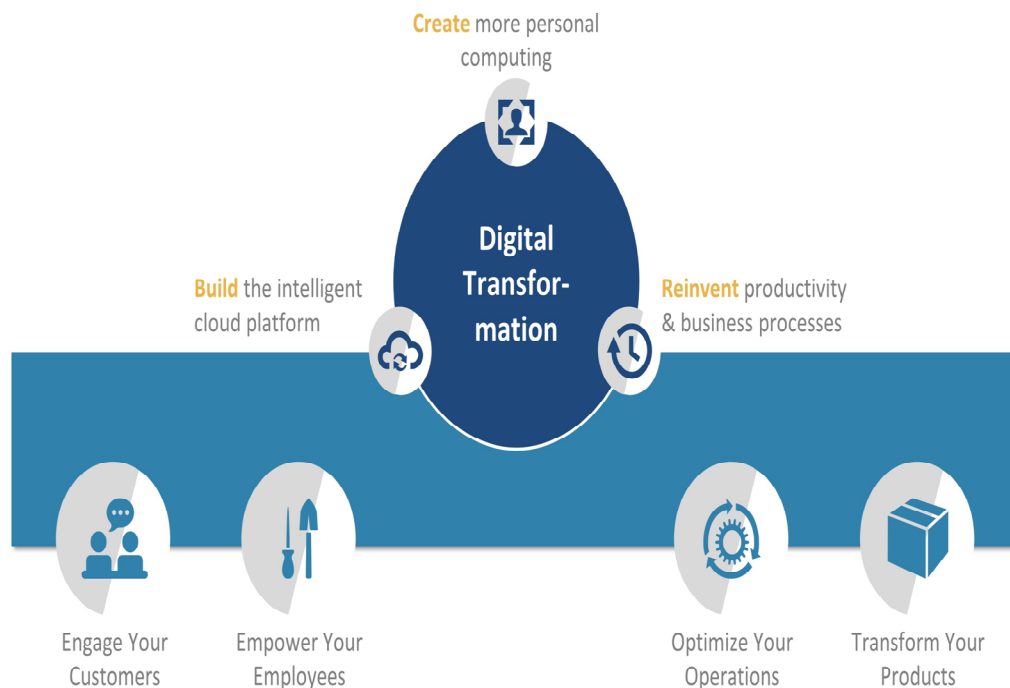 Create more personal
computing
Digital
Transfor-
mation
Build the intelligent
cloud platform
Reinvent productivity
& business processes
Engage Your
Customers
Empower Your
Employees
Optimize Your
Operations
Transform Your
Products